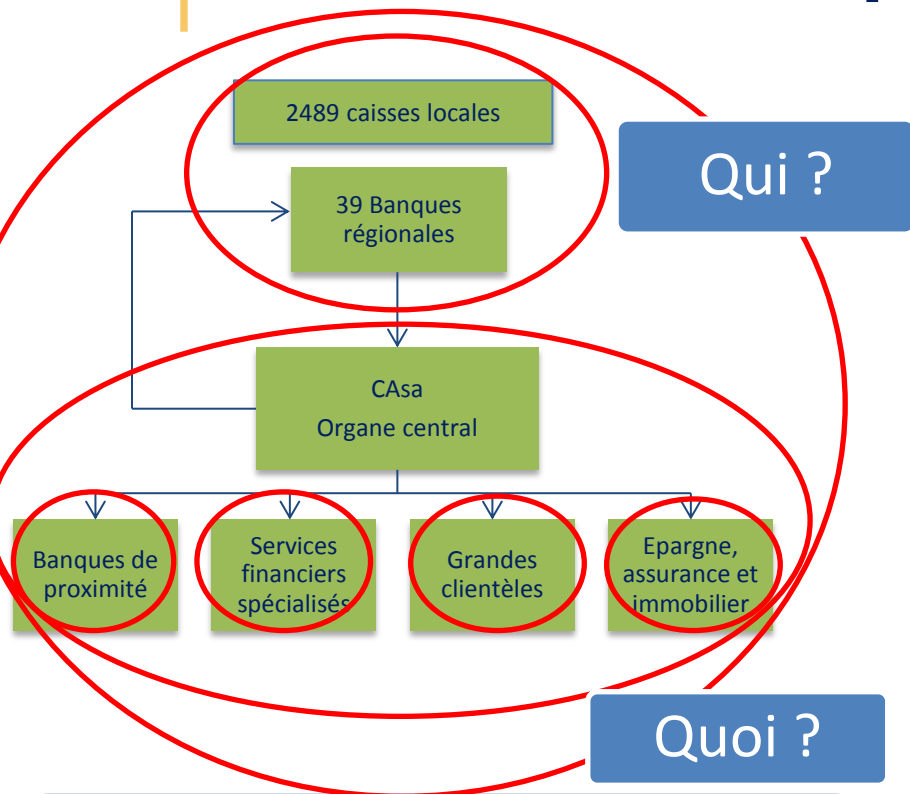 2489 caisses locales
Qui ?
39 Banques
régionales
CAsa
Organe central
Banques de
proximité
Services
financiers
spécialisés
Grandes
clientèles
Epargne,
assurance et
immobilier
Quoi ?